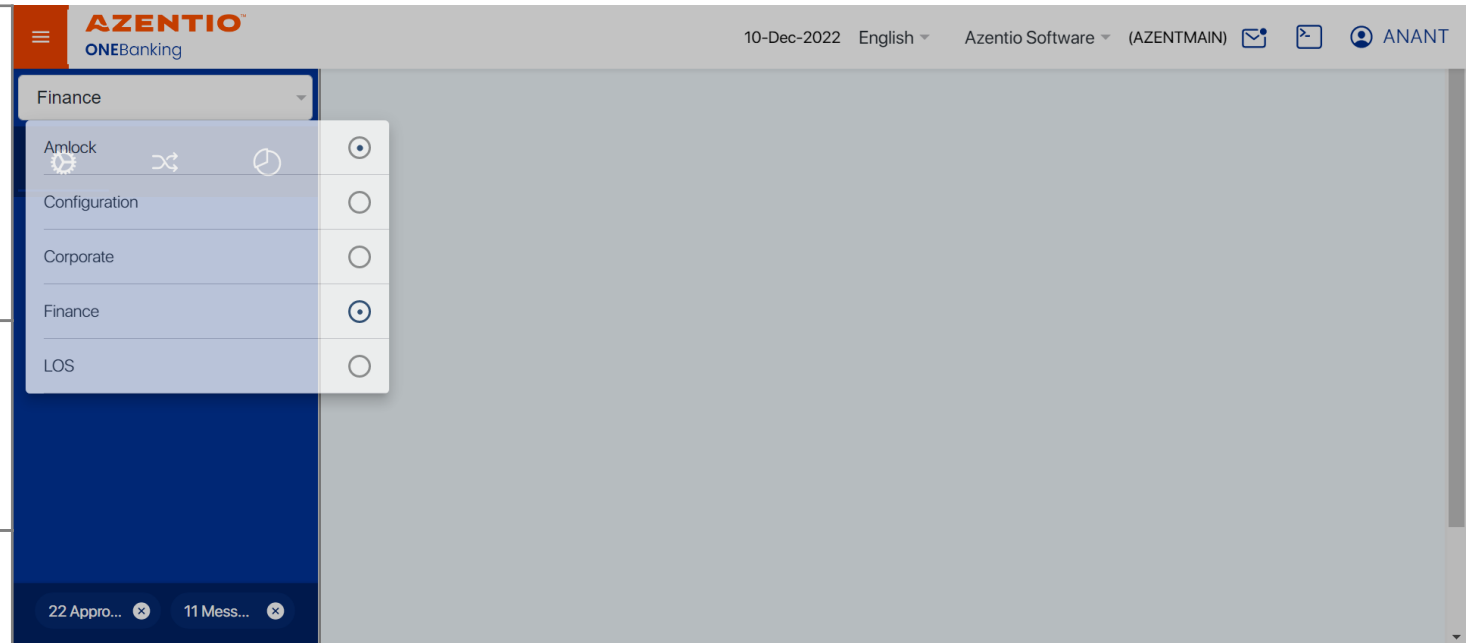 AZENTIO™
ONEBanking
10-Dec-2022 English Azentio Software (AZENTMAIN) ANANT
Finance
Amlock
Configuration
Corporate
Finance
LOS
22 Appro... 11 Mess...